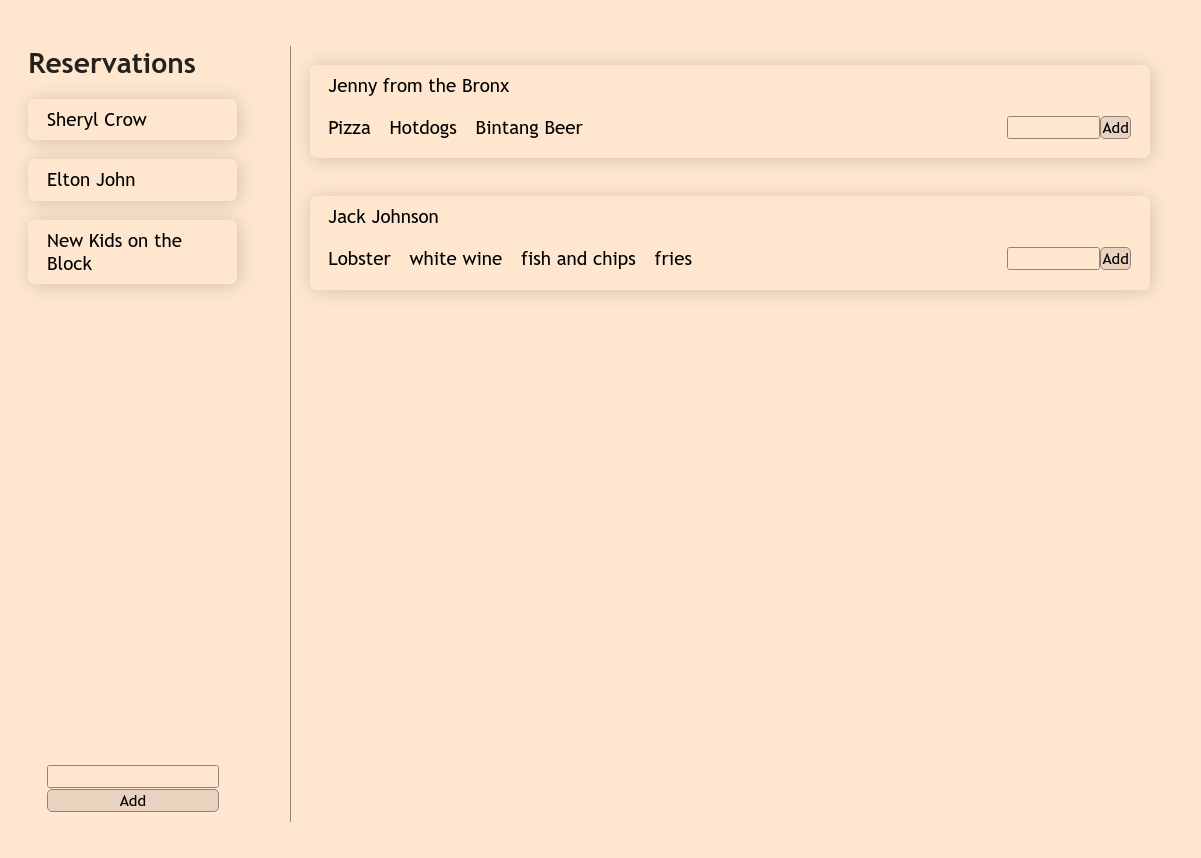 Reservations
Sheryl Crow
Elton John
New Kids on the
Block
Add
Jenny from the Bronx
Pizza Hotdogs Bintang Beer Add
Jack Johnson
Lobster white wine fish and chips fries Add